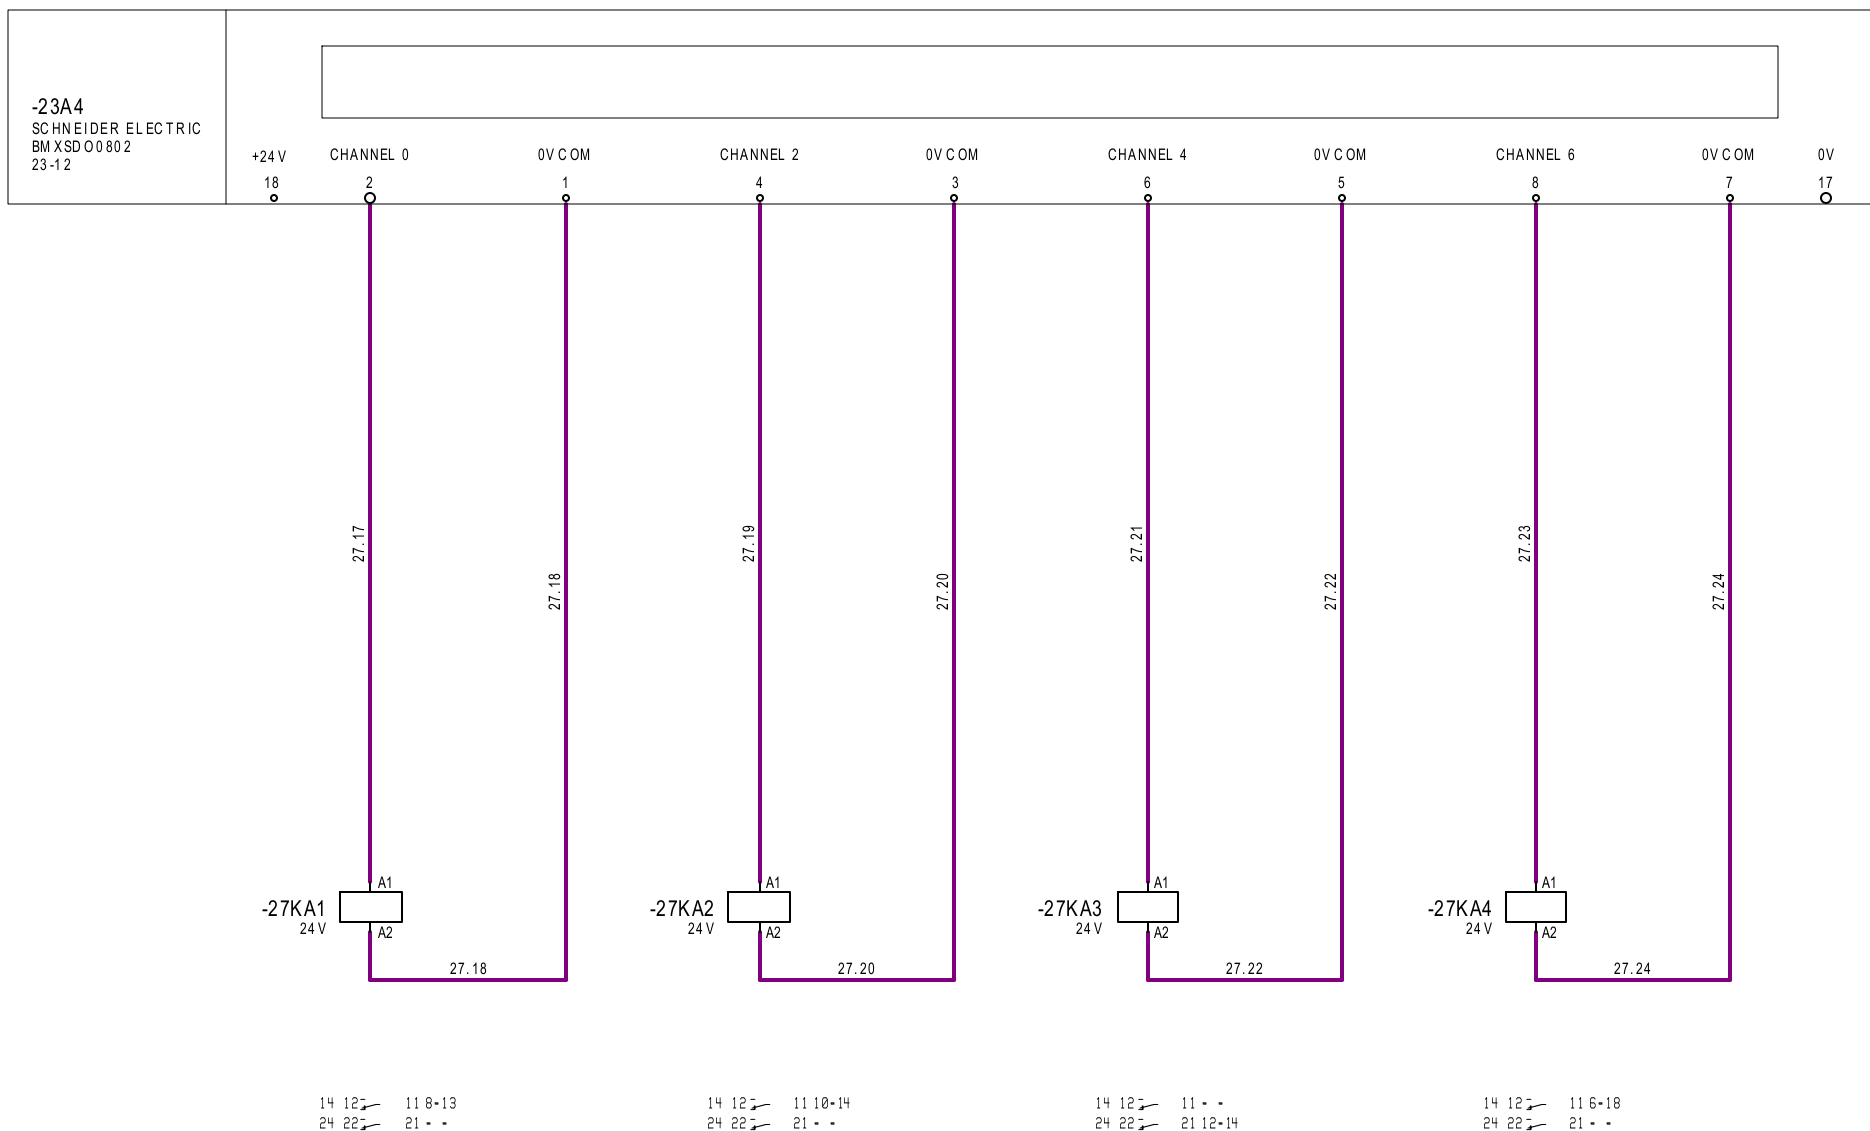 -23A4
SCHNEIDER ELECTRIC
BMXSDO0802
23-12
+24V CHANNEL 0 0V COM CHANNEL 2 0V COM CHANNEL 4 0V COM CHANNEL 6 0V COM 0V
18 2 1 4 3 6 5 8 7 17
27.17 27.19 27.21 27.23
27.18 27.20 27.22 27.24
A1 A1 A1 A1
-27KA1 -27KA2 -27KA3 -27KA4
24V 24V 24V 24V
A2 A2 A2 A2
27.18 27.20 27.22 27.24
14 12 11 8-13 14 12 11 10-14 14 12 11 - - 14 12 11 6-18
24 22 21 - - 24 22 21 - - 24 22 21 12-14 24 22 21 - -